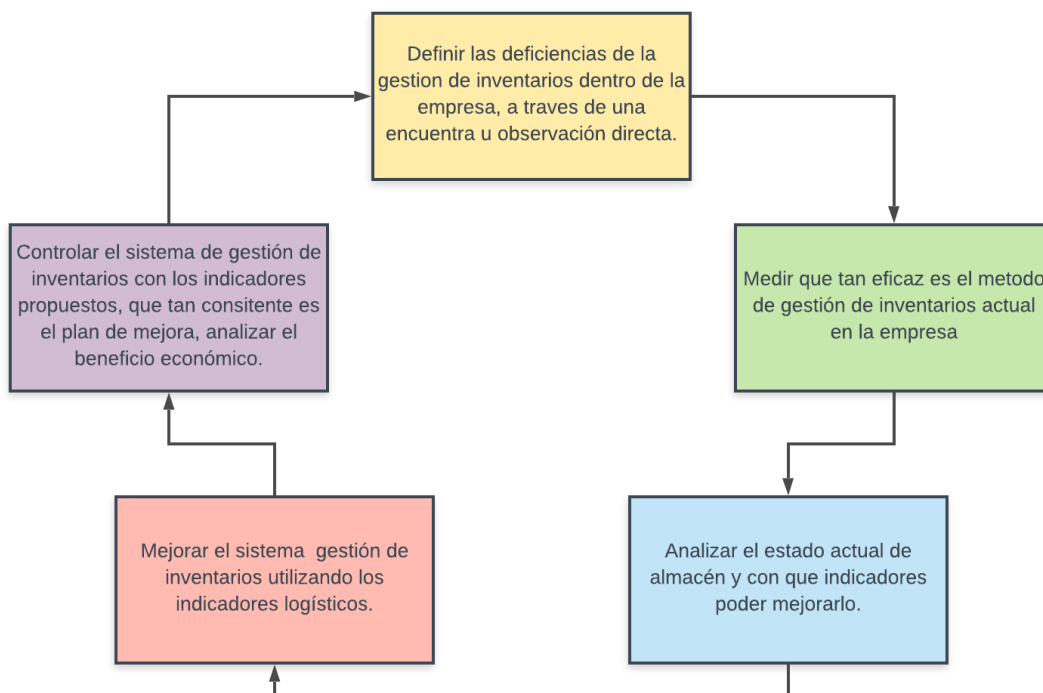 Definir las deficiencias de la
gestion de inventarios dentro de la
empresa, a traves de una
encuentra u observación directa.
Controlar el sistema de gestión de
inventarios con los indicadores
propuestos, que tan consitente es
el plan de mejora, analizar el
beneficio económico.
Medir que tan eficaz es el metodo
de gestión de inventarios actual
en la empresa
Mejorar el sistema  gestión de
inventarios utilizando los
indicadores logísticos.
Analizar el estado actual de
almacén y con que indicadores
poder mejorarlo.